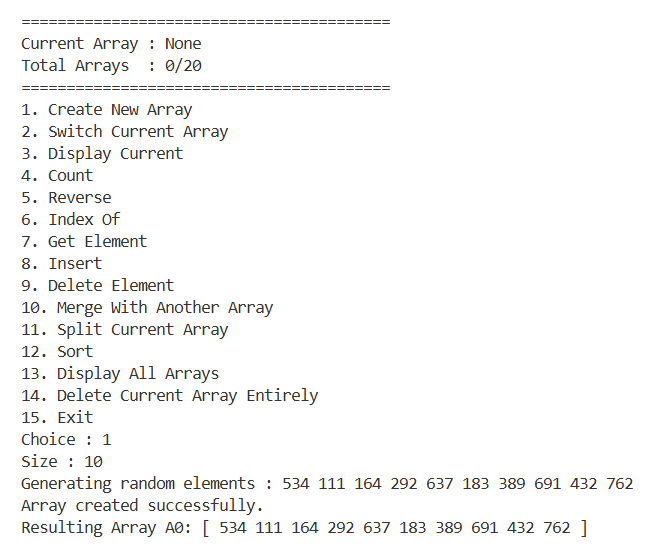 =========================================
Current Array : None
Total Arrays  : 0/20
=========================================
1. Create New Array
2. Switch Current Array
3. Display Current
4. Count
5. Reverse
6. Index Of
7. Get Element
8. Insert
9. Delete Element
10. Merge With Another Array
11. Split Current Array
12. Sort
13. Display All Arrays
14. Delete Current Array Entirely
15. Exit
Choice : 1
Size : 10
Generating random elements : 534 111 164 292 637 183 389 691 432 762
Array created successfully.
Resulting Array A0: [ 534 111 164 292 637 183 389 691 432 762 ]